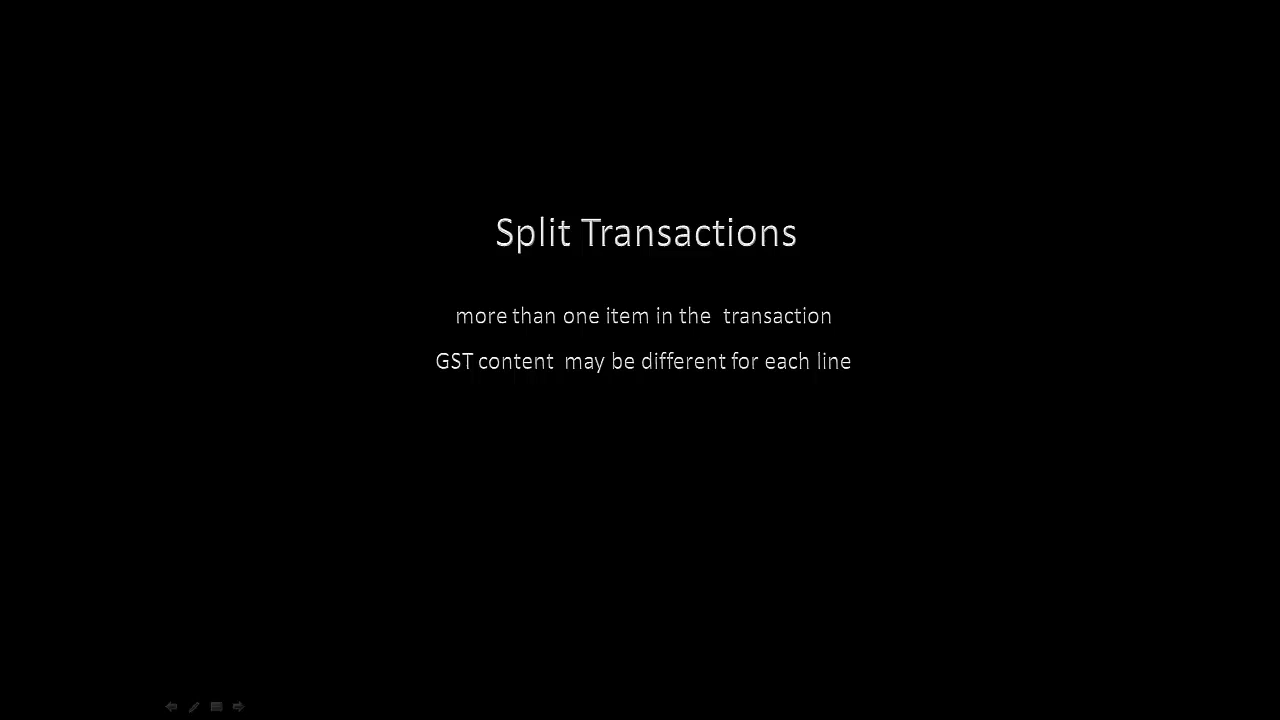 Split Transactions
more than one item in the  transaction
GST content  may be different for each line